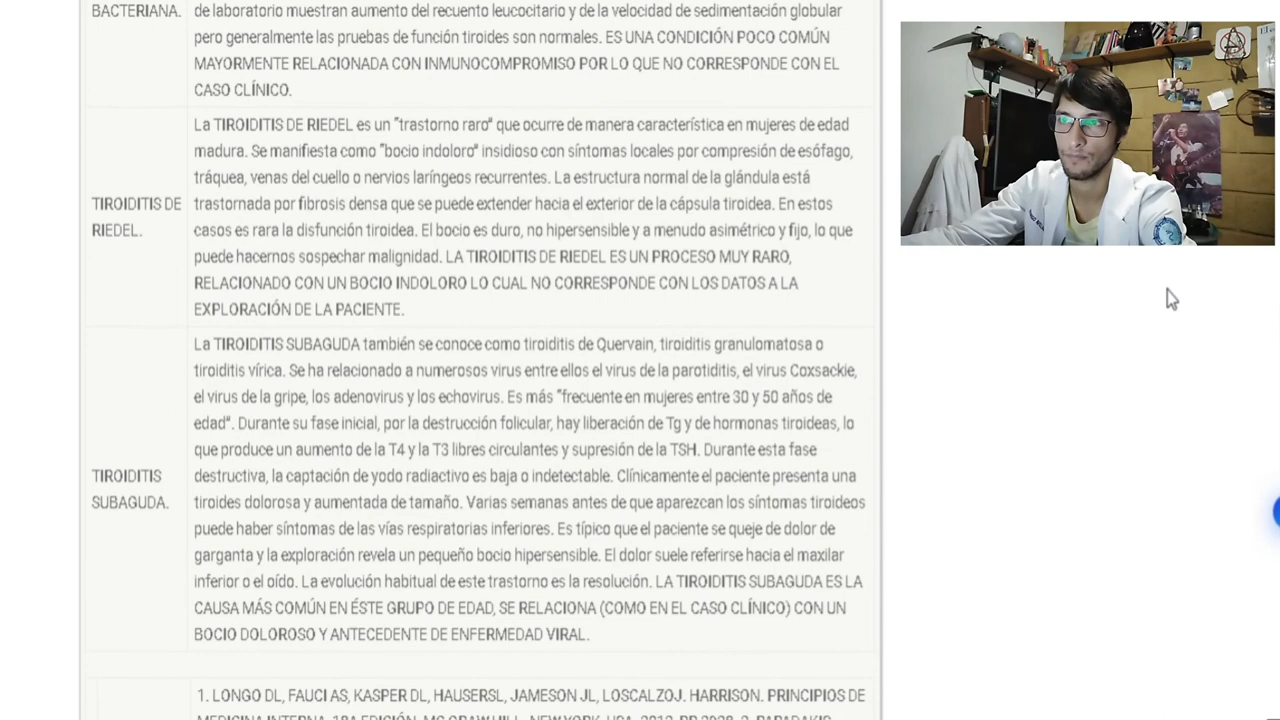 BACTERIANA.
de laboratorio muestran aumento del recuento leucocitario y de la velocidad de sedimentación globular
pero generalmente las pruebas de función tiroides son normales. ES UNA CONDICIÓN POCO COMÚN
MAYORMENTE RELACIONADA CON INMUNOCOMPROMISO POR LO QUE NO CORRESPONDE CON EL
CASO CLÍNICO.
TIROIDITIS DE
RIEDEL.
La TIROIDITIS DE RIEDEL es un "trastorno raro" que ocurre de manera característica en mujeres de edad
madura. Se manifiesta como "bocio indoloro" insidioso con síntomas locales por compresión de esófago,
tráquea, venas del cuello o nervios laríngeos recurrentes. La estructura normal de la glándula está
trastornada por fibrosis densa que se puede extender hacia el exterior de la cápsula tiroidea. En estos
casos es rara la disfunción tiroidea. El bocio es duro, no hipersensible y a menudo asimétrico y fijo, lo que
puede hacernos sospechar malignidad. LA TIROIDITIS DE RIEDEL ES UN PROCESO MUY RARO,
RELACIONADO CON UN BOCIO INDOLORO LO CUAL NO CORRESPONDE CON LOS DATOS A LA
EXPLORACIÓN DE LA PACIENTE.
TIROIDITIS
SUBAGUDA.
La TIROIDITIS SUBAGUDA también se conoce como tiroiditis de Quervain, tiroiditis granulomatosa o
tiroiditis vírica. Se ha relacionado a numerosos virus entre ellos el virus de la parotiditis, el virus Coxsackie,
el virus de la gripe, los adenovirus y los echovirus. Es más "frecuente en mujeres entre 30 y 50 años de
edad". Durante su fase inicial, por la destrucción folicular, hay liberación de Tg y de hormonas tiroideas, lo
que produce un aumento de la T4 y la T3 libres circulantes y supresión de la TSH. Durante esta fase
destructiva, la captación de yodo radiactivo es baja o indetectable. Clínicamente el paciente presenta una
tiroides dolorosa y aumentada de tamaño. Varias semanas antes de que aparezcan los síntomas tiroideos
puede haber síntomas de las vías respiratorias inferiores. Es típico que el paciente se queje de dolor de
garganta y la exploración revela un pequeño bocio hipersensible. El dolor suele referirse hacia el maxilar
inferior o el oído. La evolución habitual de este trastorno es la resolución. LA TIROIDITIS SUBAGUDA ES LA
CAUSA MÁS COMÚN EN ÉSTE GRUPO DE EDAD, SE RELACIONA (COMO EN EL CASO CLÍNICO) CON UN
BOCIO DOLOROSO Y ANTECEDENTE DE ENFERMEDAD VIRAL.
1. LONGO DL, FAUCI AS, KASPER DL, HAUSERSL, JAMESON JL, LOSCALZOJ. HARRISON. PRINCIPIOS DE